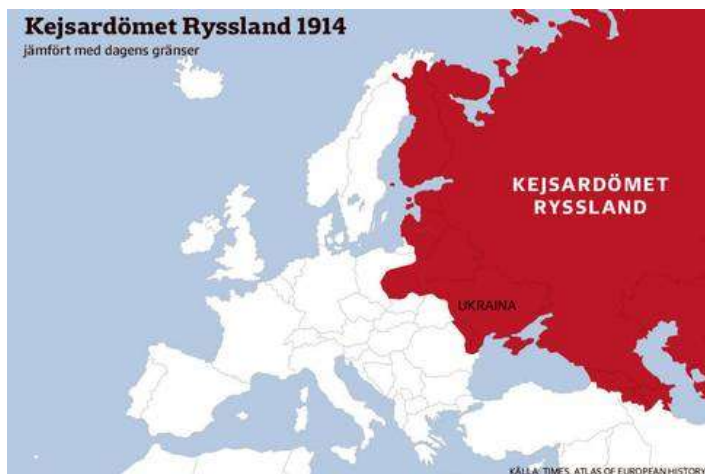 Kejsardömet Ryssland 1914
jämfört med dagens gränser
KEJSARDÖMET
RYSSLAND
UKRAINA
KÄLLA: TIMES, ATLAS OF EUROPEAN HISTORY